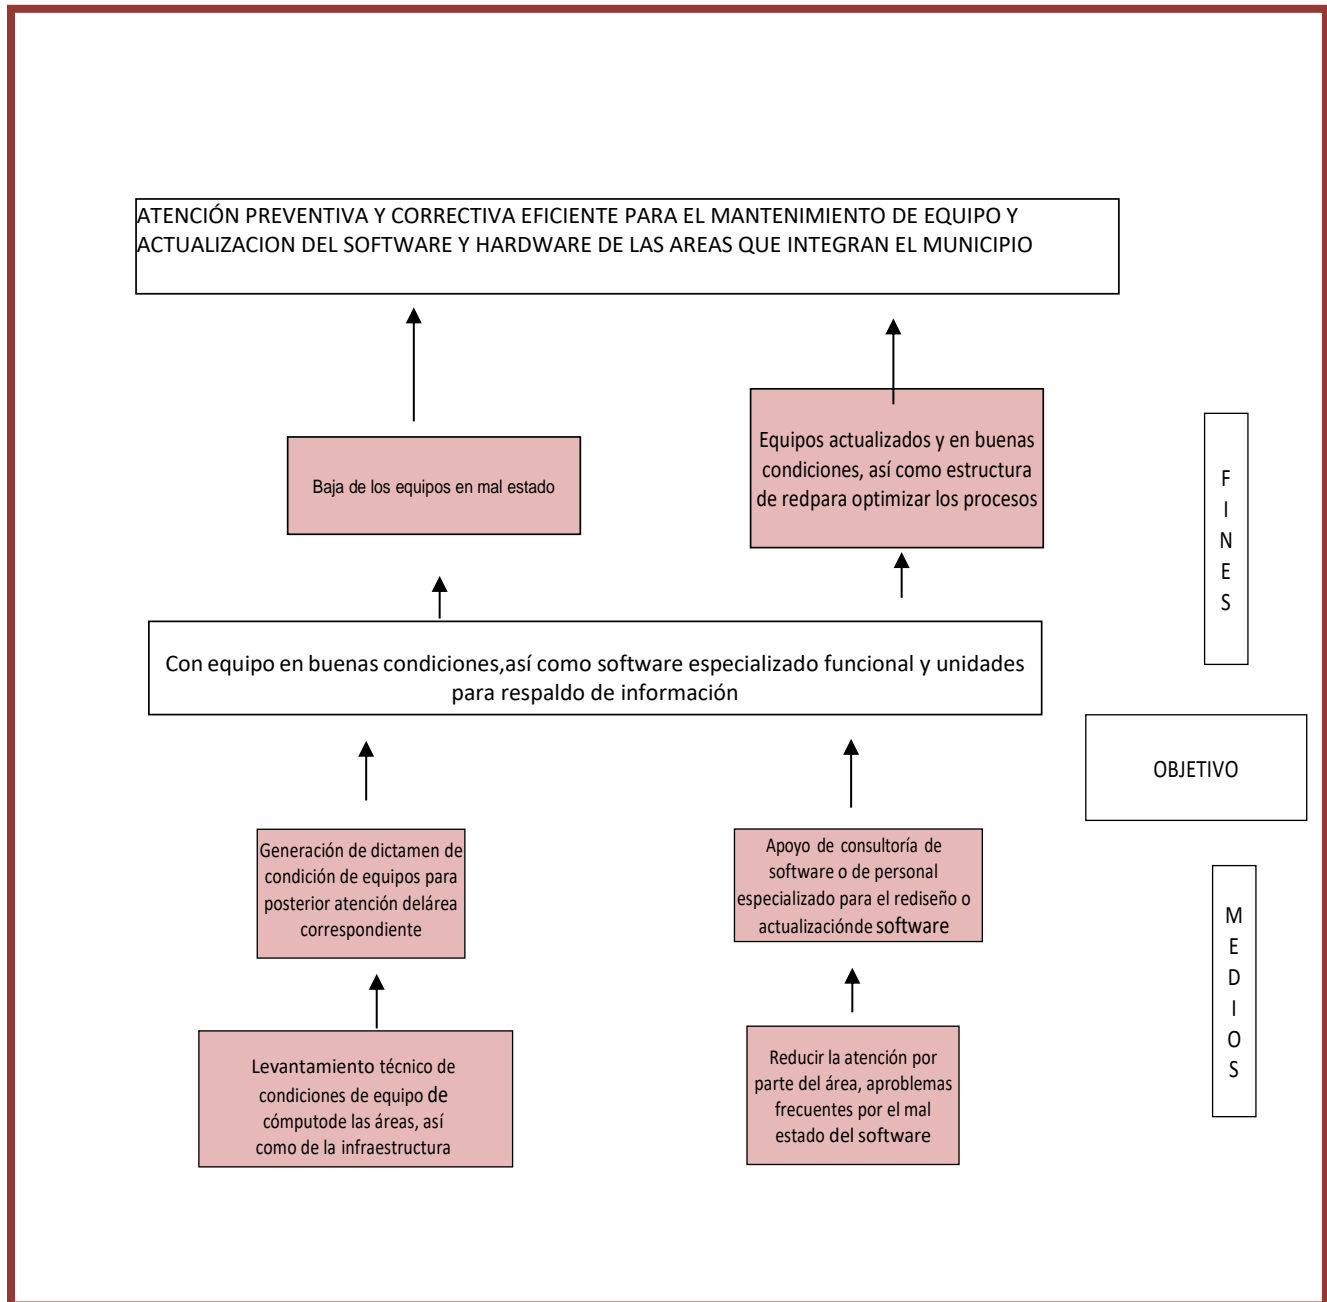 ATENCIÓN PREVENTIVA Y CORRECTIVA EFICIENTE PARA EL MANTENIMIENTO DE EQUIPO Y
ACTUALIZACION DEL SOFTWARE Y HARDWARE DE LAS AREAS QUE INTEGRAN EL MUNICIPIO
Baja de los equipos en mal estado
Equipos actualizados y en buenas
condiciones, así como estructura
de redpara optimizar los procesos
F
I
N
E
S
Con equipo en buenas condiciones,así como software especializado funcional y unidades
para respaldo de información
OBJETIVO
Generación de dictamen de
condición de equipos para
posterior atención delárea
correspondiente
Apoyo de consultoría de
software o de personal
especializado para el rediseño o
actualizaciónde software
M
E
D
I
O
S
Levantamiento técnico de
condiciones de equipo de
cómputode las áreas, así
como de la infraestructura
Reducir la atención por
parte del área, aproblemas
frecuentes por el mal
estado del software